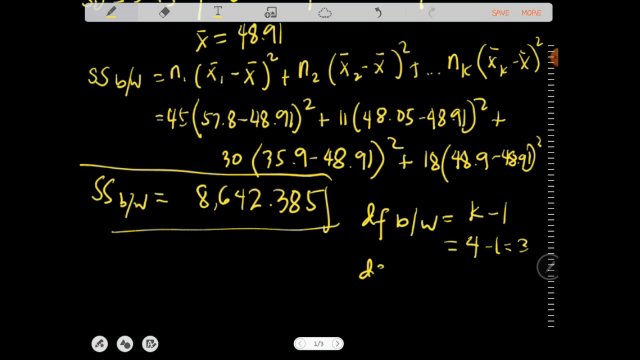 SAVE MORE
x̄ = 48.91
SS b/w = n₁(x̄₁ - x̄)² + n₂(x̄₂ - x̄)² + ... nₖ(x̄ₖ - x̄)²
= 45(57.8 - 48.91)² + 11(48.05 - 48.91)² +
30(35.9 - 48.91)² + 18(48.9 - 48.91)²
SS b/w = 8,642.385
df b/w = k - 1
= 4 - 1 = 3
1/3